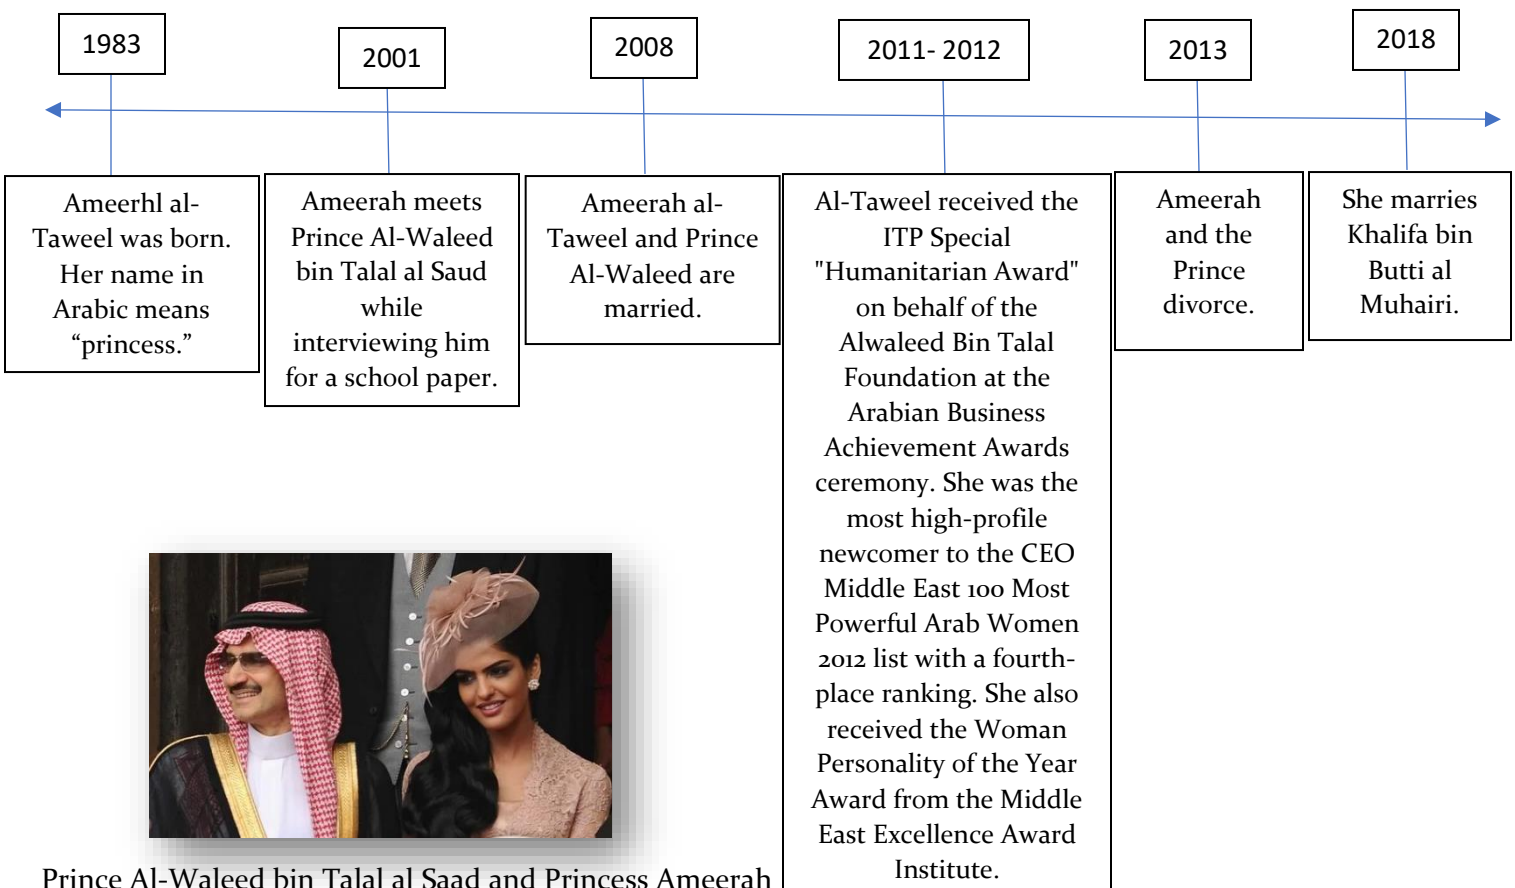 1983
2001
2008
2011- 2012
2013
2018
Ameerhl al-
Taweel was born.
Her name in
Arabic means
“princess.”
Ameerah meets
Prince Al-Waleed
bin Talal al Saud
while
interviewing him
for a school paper.
Ameerah al-
Taweel and Prince
Al-Waleed are
married.
Al-Taweel received the
ITP Special
"Humanitarian Award"
on behalf of the
Alwaleed Bin Talal
Foundation at the
Arabian Business
Achievement Awards
ceremony. She was the
most high-profile
newcomer to the CEO
Middle East 100 Most
Powerful Arab Women
2012 list with a fourth-
place ranking. She also
received the Woman
Personality of the Year
Award from the Middle
East Excellence Award
Institute.
Ameerah
and the
Prince
divorce.
She marries
Khalifa bin
Butti al
Muhairi.
Prince Al-Waleed bin Talal al Saad and Princess Ameerah